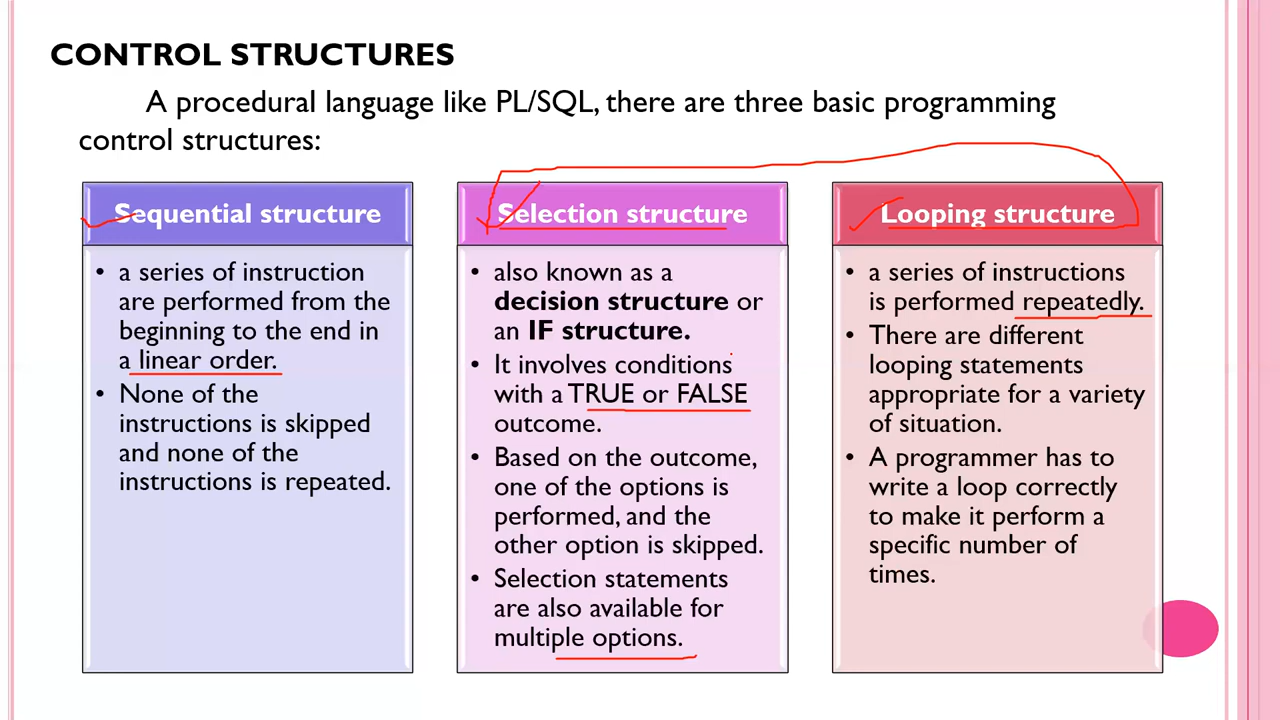 CONTROL STRUCTURES
A procedural language like PL/SQL, there are three basic programming
control structures:
Sequential structure
• a series of instruction
are performed from the
beginning to the end in
a linear order.
• None of the
instructions is skipped
and none of the
instructions is repeated.
Selection structure
• also known as a
decision structure or
an IF structure.
• It involves conditions
with a TRUE or FALSE
outcome.
• Based on the outcome,
one of the options is
performed, and the
other option is skipped.
• Selection statements
are also available for
multiple options.
Looping structure
• a series of instructions
is performed repeatedly.
• There are different
looping statements
appropriate for a variety
of situation.
• A programmer has to
write a loop correctly
to make it perform a
specific number of
times.